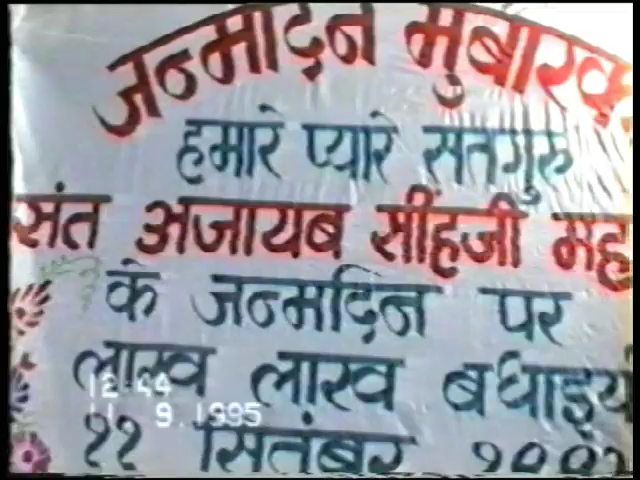 जन्मदिन मुबारक
हमारे प्यारे सतगुरु
संत अजायब सींहजी मह
के जन्मदिन पर
लाख लाख बधाइय
११ सितंबर
12:44
11. 9.1995